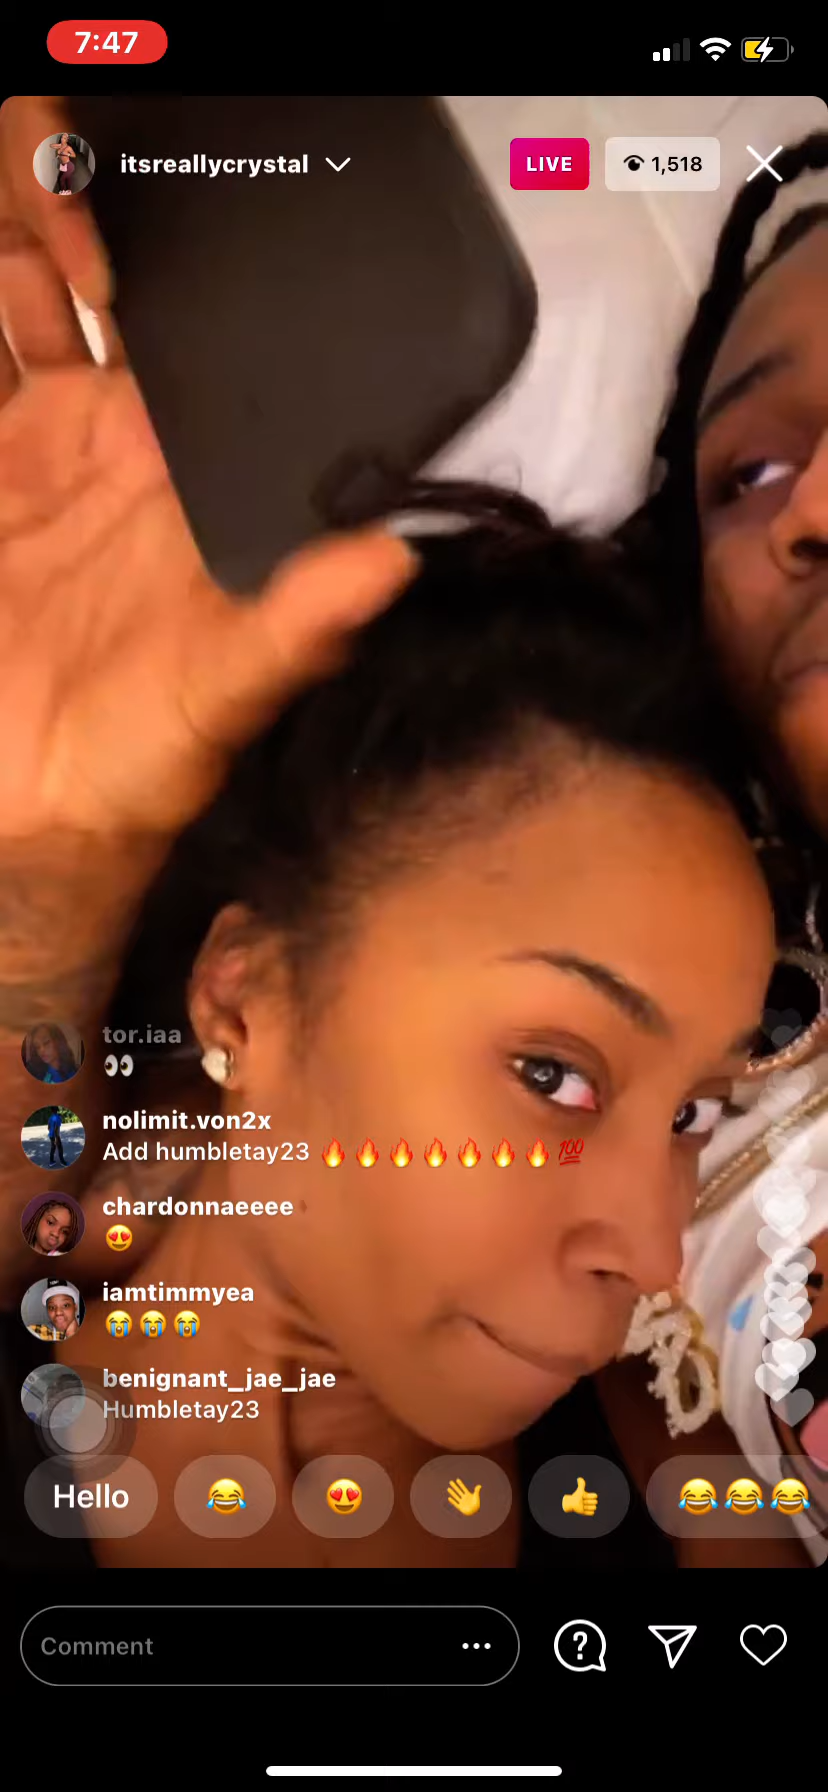 7:47
itsreallycrystal
LIVE
1,518
tor.iaa
👀
nolimit.von2x
Add humbletay23 🔥🔥🔥🔥🔥🔥🔥💯
chardonnaeeee
😍
iamtimmyea
😭😭😭
benignant_jae_jae
Humbletay23
Hello 😂 😍 👋 👍 😂😂😂
Comment